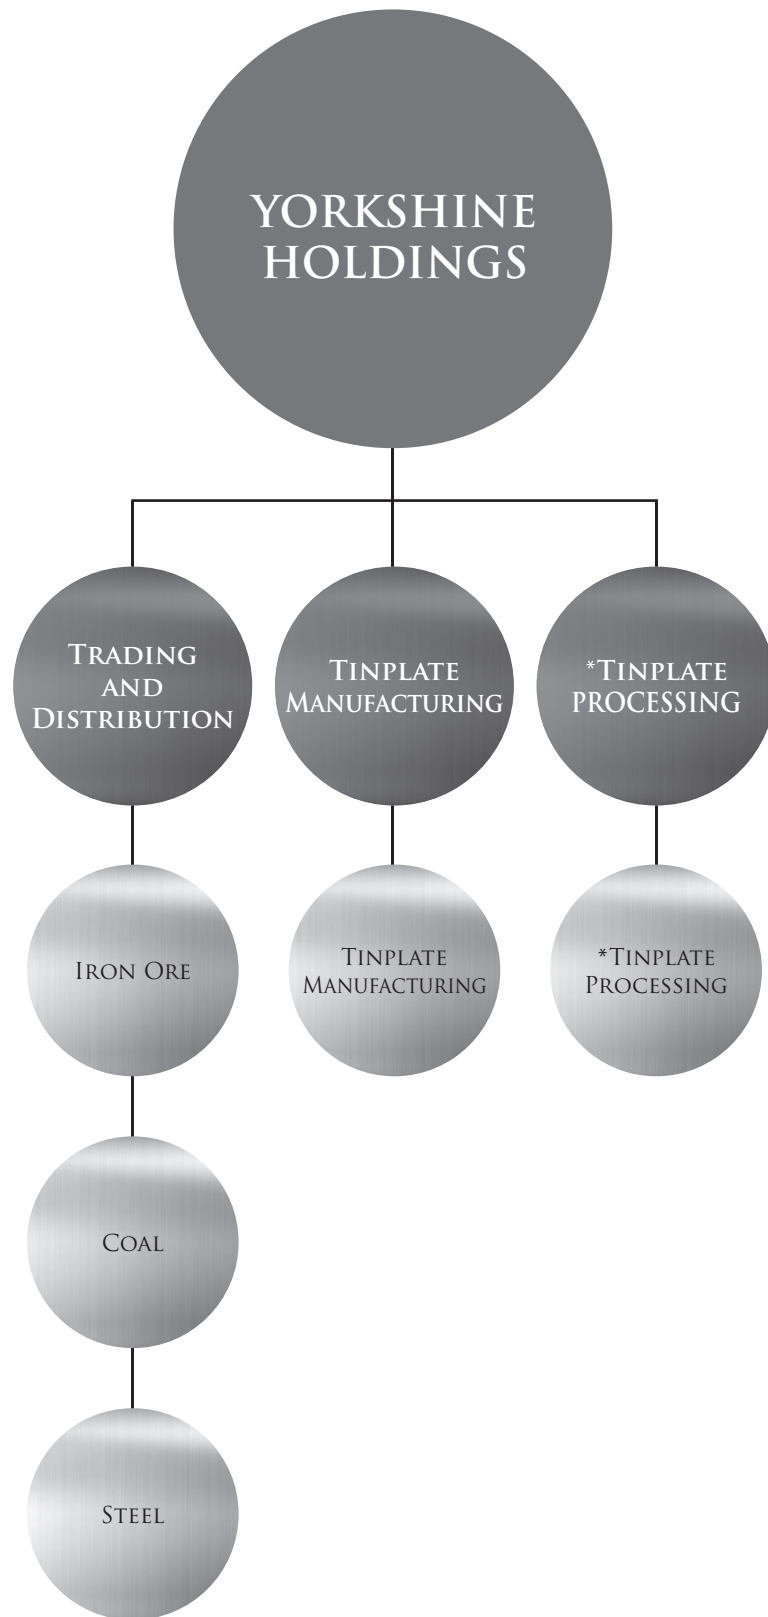 YORKSHINE
HOLDINGS
TRADING
AND
DISTRIBUTION
TINPLATE
MANUFACTURING
*TINPLATE
PROCESSING
IRON ORE
TINPLATE
MANUFACTURING
*TINPLATE
PROCESSING
COAL
STEEL